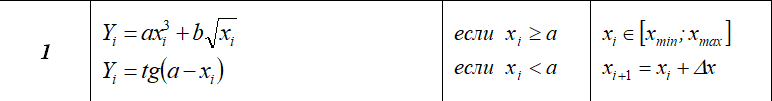 1
Yᵢ = axᵢ³ + b√xᵢ если xᵢ ≥ a xᵢ ∈ [xₘᵢₙ; xₘₐₓ]
Yᵢ = tg(a − xᵢ) если xᵢ < a xᵢ₊₁ = xᵢ + Δx